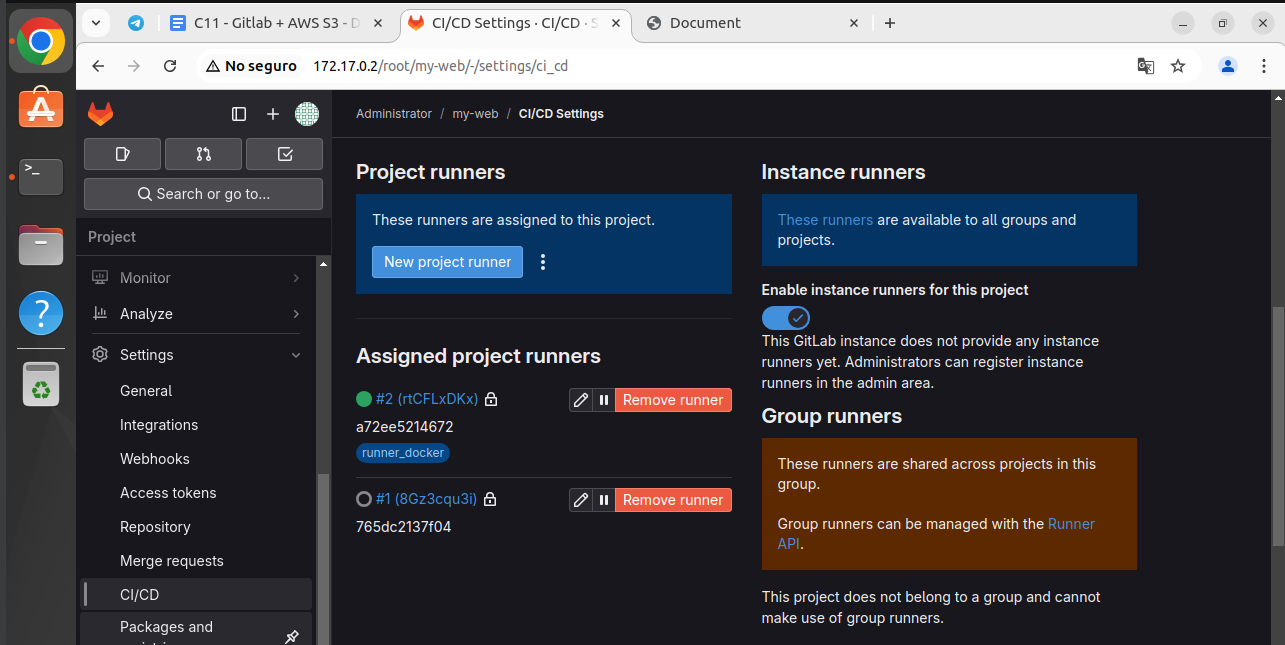 C11 - Gitlab + AWS S3 - D
CI/CD Settings · CI/CD · S
Document
No seguro
172.17.0.2/root/my-web/-/settings/ci_cd
Search or go to...
Project
Monitor
Analyze
Settings
General
Integrations
Webhooks
Access tokens
Repository
Merge requests
CI/CD
Packages and
Administrator / my-web / CI/CD Settings
Project runners
These runners are assigned to this project.
New project runner
Assigned project runners
#2 (rtCFLxDKx)
Remove runner
a72ee5214672
runner_docker
#1 (8Gz3cqu3i)
Remove runner
765dc2137f04
Instance runners
These runners are available to all groups and
projects.
Enable instance runners for this project
This GitLab instance does not provide any instance
runners yet. Administrators can register instance
runners in the admin area.
Group runners
These runners are shared across projects in this
group.
Group runners can be managed with the Runner
API.
This project does not belong to a group and cannot
make use of group runners.